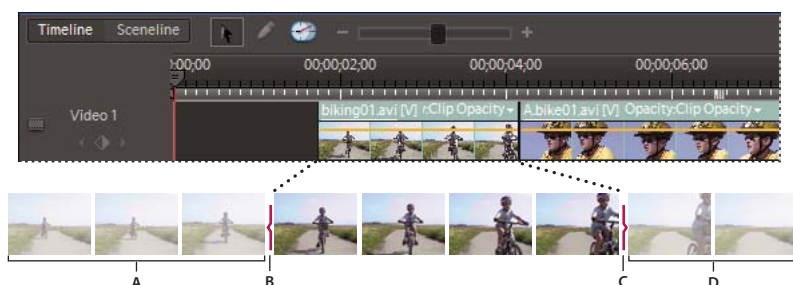 Timeline Sceneline
00;00 00;00;02;00 00;00;04;00 00;00;06;00
biking01.avi [V] r:Clip Opacity A.bike01.avi [V] Opacity:Clip Opacity
Video 1
A B C D